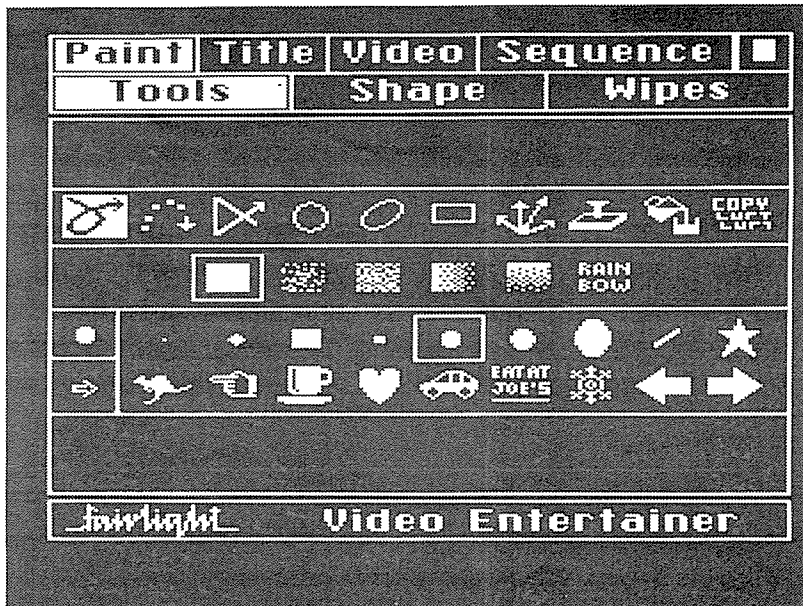 Paint Title Video Sequence
Tools Shape Wipes
COPY
RAIN
BOW
EAT AT
JOE'S
fairlight Video Entertainer